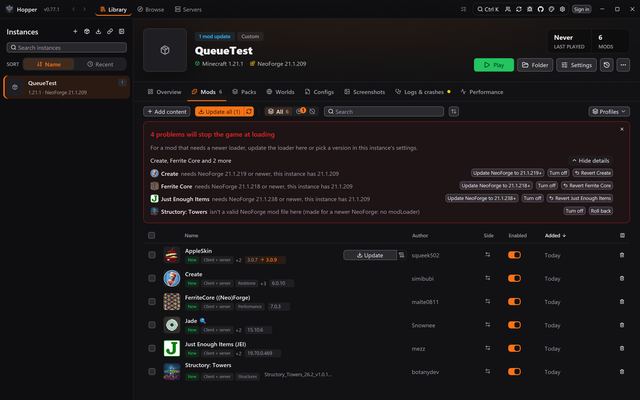 Hopper v0.77.1 Library Browse Servers Ctrl K Sign in
Instances
Search instances
SORT Name Recent
QueueTest 1
1.21.1 · NeoForge 21.1.209
1 mod update Custom
QueueTest
Minecraft 1.21.1 NeoForge 21.1.209
Never
LAST PLAYED
6
MODS
Play Folder Settings
Overview Mods 6 Packs Worlds Configs Screenshots Logs & crashes Performance
Add content Update all (1) All 6 Search Profiles
4 problems will stop the game at loading
For a mod that needs a newer loader, update the loader here or pick a version in this instance's settings.
Create, Ferrite Core and 2 more Hide details
Create needs NeoForge 21.1.219 or newer, this instance has 21.1.209 Update NeoForge to 21.1.219+ Turn off Revert Create
Ferrite Core needs NeoForge 21.1.218 or newer, this instance has 21.1.209 Update NeoForge to 21.1.218+ Turn off Revert Ferrite Core
Just Enough Items needs NeoForge 21.1.238 or newer, this instance has 21.1.209 Update NeoForge to 21.1.238+ Turn off Revert Just Enough Items
Structory: Towers isn't a valid NeoForge mod file here (made for a newer NeoForge: no modLoader) Turn off Roll back
Name Author Side Enabled Added
AppleSkin
New Client + server +2 3.0.7 → 3.0.9 Update squeek502 Today
Create
New Client + server Redstone +3 6.0.10 simibubi Today
FerriteCore ((Neo)Forge)
New Client + server Performance 7.0.3 malte0811 Today
Jade
New Client + server +2 15.10.6 Snownee Today
Just Enough Items (JEI)
New Client + server +2 19.70.0.469 mezz Today
Structory: Towers
New Client + server Structures Structory_Towers_26.2_v1.0.1... botanydev Today